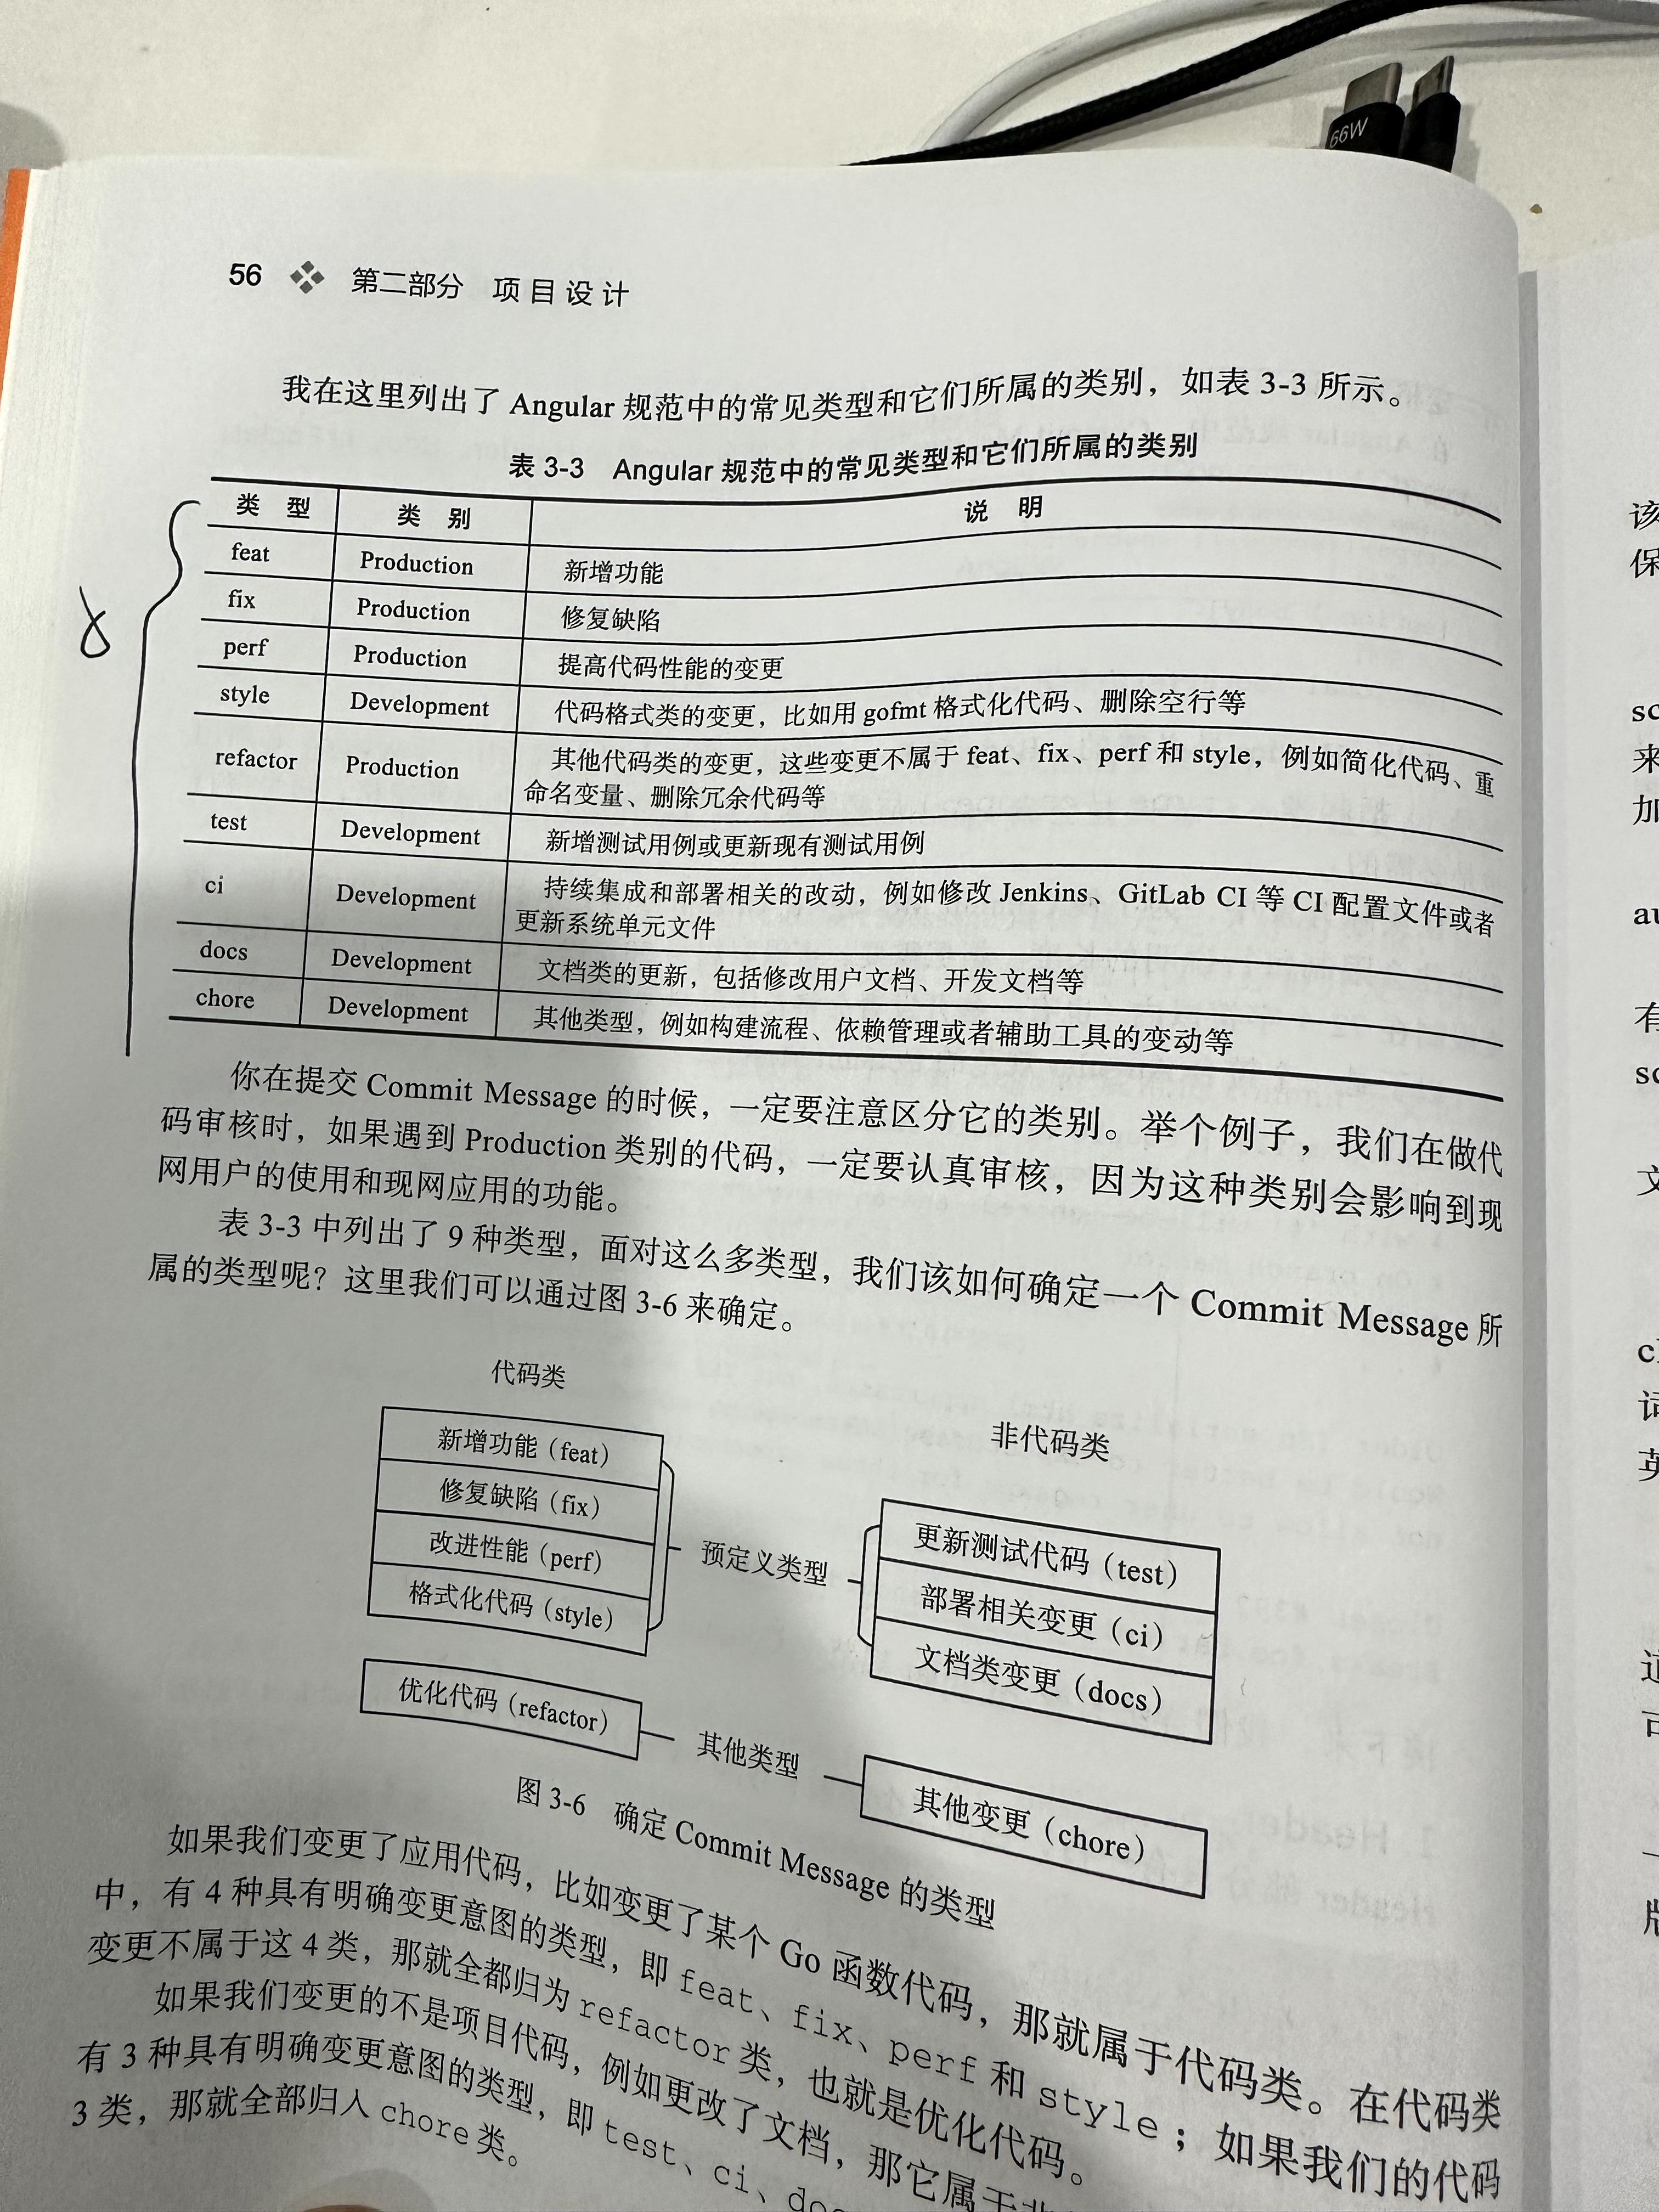 66W
56 第二部分 项目设计
我在这里列出了 Angular 规范中的常见类型和它们所属的类别，如表 3-3 所示。
表 3-3 Angular 规范中的常见类型和它们所属的类别
类 型 类 别 说 明
feat Production 新增功能
fix Production 修复缺陷
perf Production 提高代码性能的变更
style Development 代码格式类的变更，比如用 gofmt 格式化代码、删除空行等
refactor Production 其他代码类的变更，这些变更不属于 feat、fix、perf 和 style，例如简化代码、重
命名变量、删除冗余代码等
test Development 新增测试用例或更新现有测试用例
ci Development 持续集成和部署相关的改动，例如修改 Jenkins、GitLab CI 等 CI 配置文件或者
更新系统单元文件
docs Development 文档类的更新，包括修改用户文档、开发文档等
chore Development 其他类型，例如构建流程、依赖管理或者辅助工具的变动等
你在提交 Commit Message 的时候，一定要注意区分它的类别。举个例子，我们在做代
码审核时，如果遇到 Production 类别的代码，一定要认真审核，因为这种类别会影响到现
网用户的使用和现网应用的功能。
表 3-3 中列出了 9 种类型，面对这么多类型，我们该如何确定一个 Commit Message 所
属的类型呢？这里我们可以通过图 3-6 来确定。
代码类
新增功能（feat）
修复缺陷（fix）
改进性能（perf）
格式化代码（style）
优化代码（refactor）
预定义类型
其他类型
非代码类
更新测试代码（test）
部署相关变更（ci）
文档类变更（docs）
其他变更（chore）
图 3-6 确定 Commit Message 的类型
如果我们变更了应用代码，比如变更了某个 Go 函数代码，那就属于代码类。在代码类
中，有 4 种具有明确变更意图的类型，即 feat、fix、perf 和 style；如果我们的代码
变更不属于这 4 类，那就全都归为 refactor 类，也就是优化代码。
如果我们变更的不是项目代码，例如更改了文档，那它属于
有 3 种具有明确变更意图的类型，即 test、ci、
3 类，那就全部归入 chore 类。
该
保
sc
来
加
au
有
sc
文
词
英